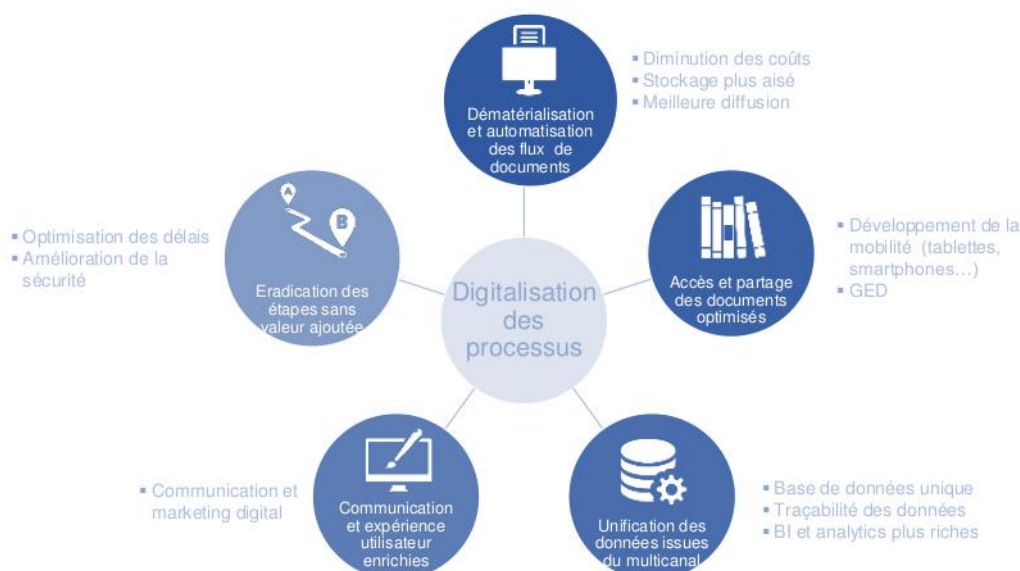 Dématérialisation
et automatisation
des flux de
documents
▪ Diminution des coûts
▪ Stockage plus aisé
▪ Meilleure diffusion
Accès et partage
des documents
optimisés
▪ Développement de la
mobilité (tablettes,
smartphones…)
▪ GED
Unification des
données issues
du multicanal
▪ Base de données unique
▪ Traçabilité des données
▪ BI et analytics plus riches
Communication
et expérience
utilisateur
enrichies
▪ Communication et
marketing digital
A
B
Eradication des
étapes sans
valeur ajoutée
▪ Optimisation des délais
▪ Amélioration de la
sécurité
Digitalisation
des
processus